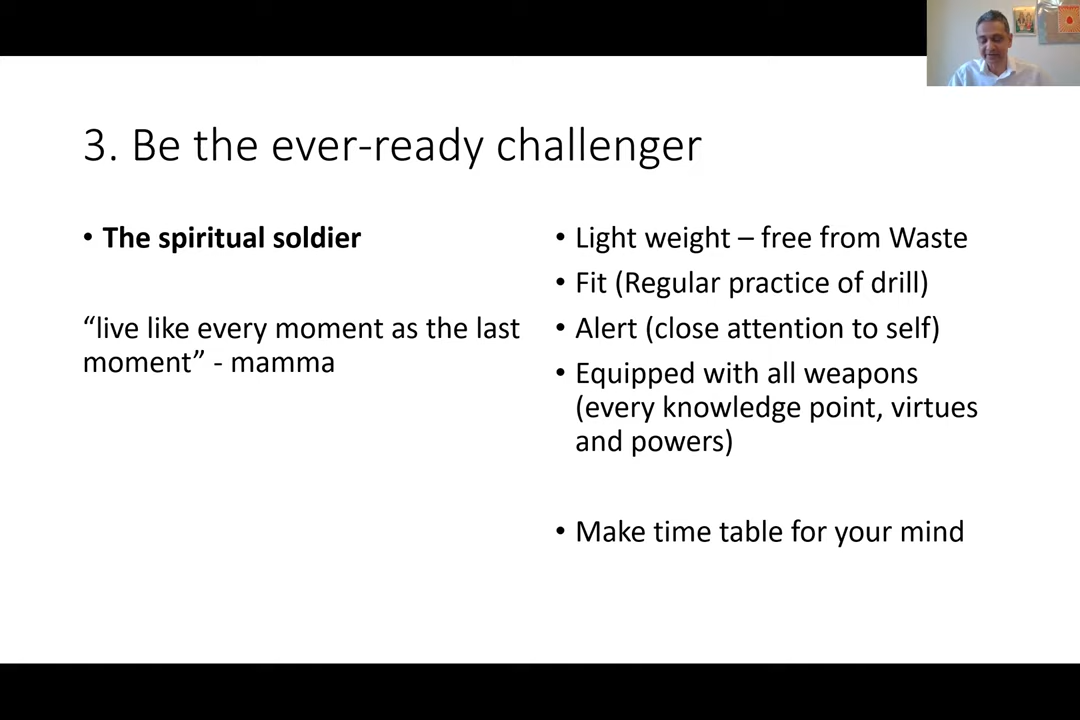 3. Be the ever-ready challenger
• The spiritual soldier
“live like every moment as the last
moment” - mamma
• Light weight – free from Waste
• Fit (Regular practice of drill)
• Alert (close attention to self)
• Equipped with all weapons
(every knowledge point, virtues
and powers)
• Make time table for your mind